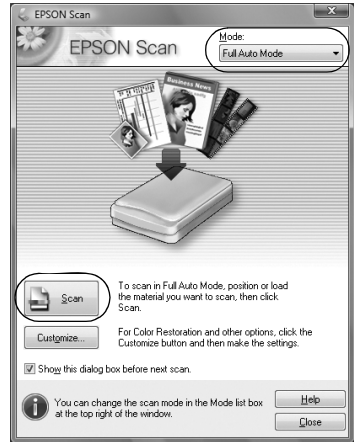 EPSON Scan
EPSON Scan
Mode:
Full Auto Mode
Business News
Scan
To scan in Full Auto Mode, position or load
the material you want to scan, then click
Scan.
Customize...
For Color Restoration and other options, click the
Customize button and then make the settings.
Show this dialog box before next scan.
You can change the scan mode in the Mode list box
at the top right of the window.
Help
Close